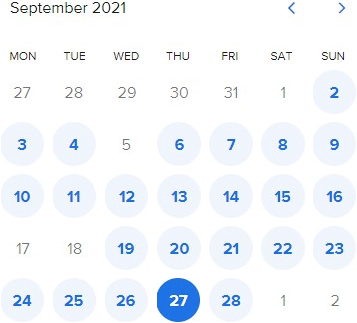 September 2021
MON TUE WED THU FRI SAT SUN
27 28 29 30 31 1 2
3 4 5 6 7 8 9
10 11 12 13 14 15 16
17 18 19 20 21 22 23
24 25 26 27 28 1 2